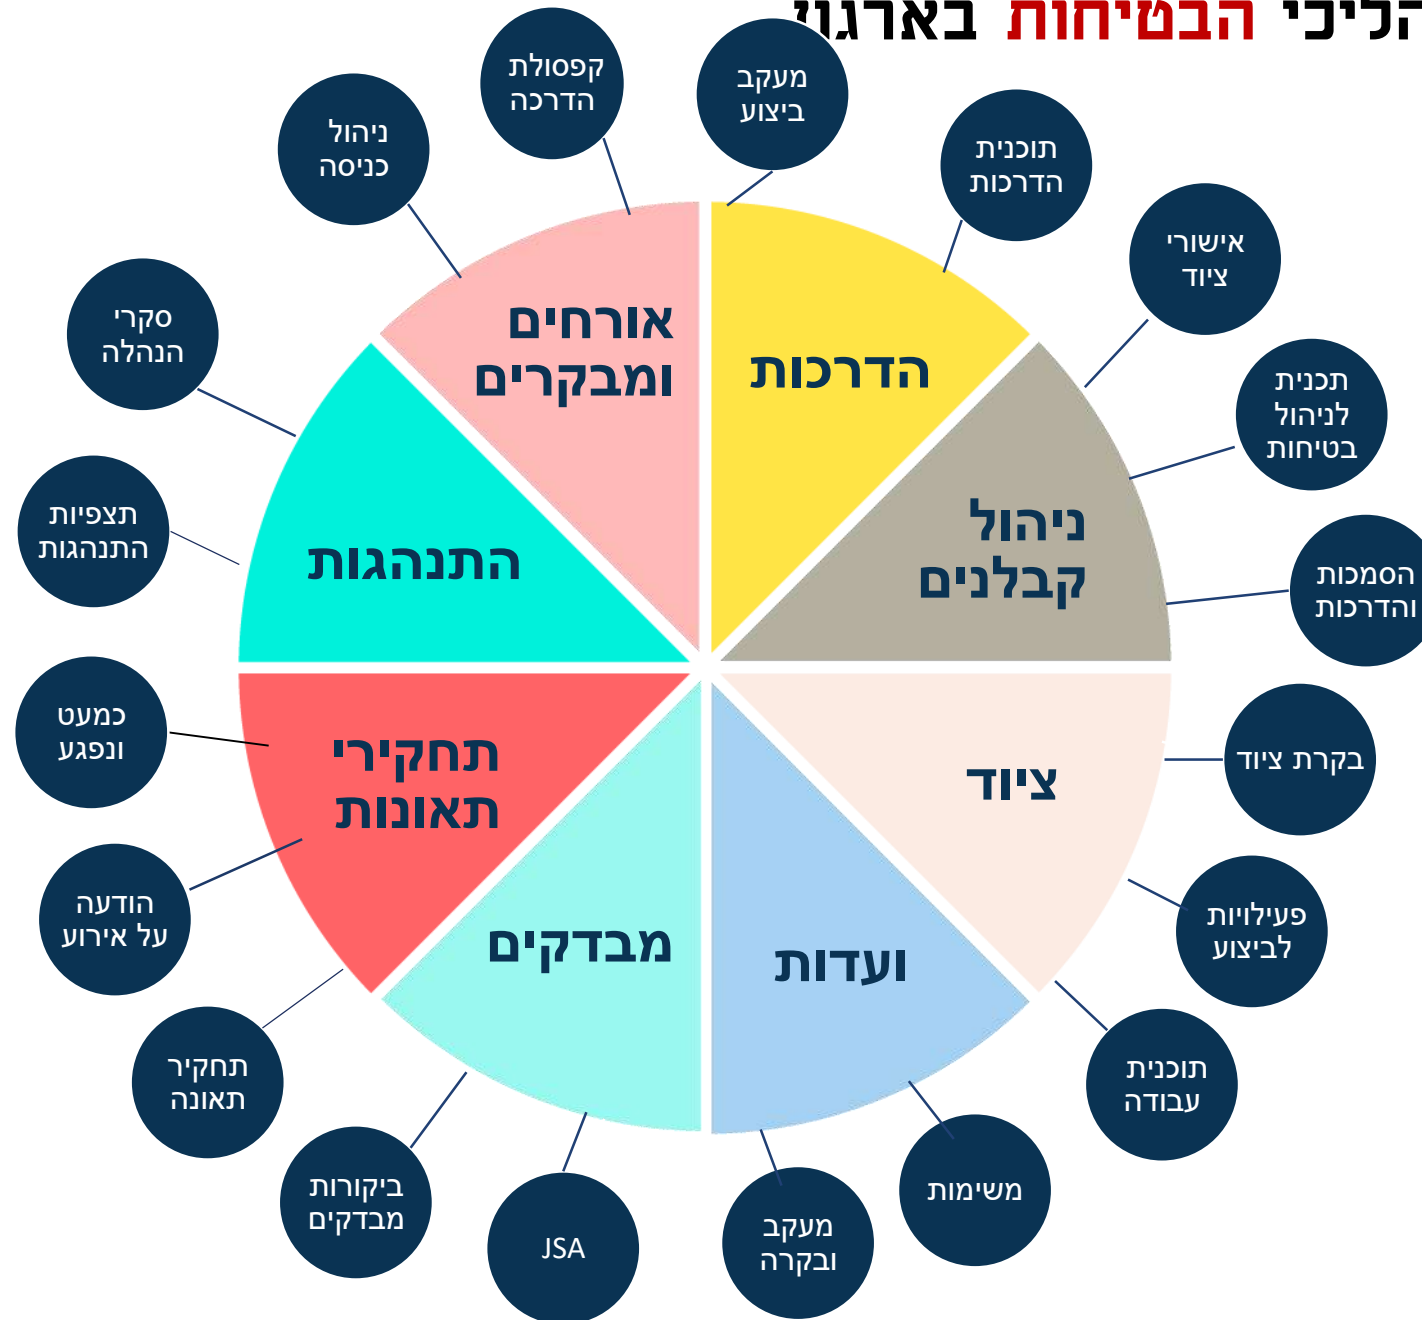 הליכי הבטיחות בארגון
מעקב
ביצוע
תוכנית
הדרכות
אישורי
ציוד
תכנית
לניהול
בטיחות
הסמכות
והדרכות
בקרת ציוד
פעילויות
לביצוע
תוכנית
עבודה
משימות
מעקב
ובקרה
JSA
ביקורות
מבדקים
תחקיר
תאונה
הודעה
על אירוע
כמעט
ונפגע
תצפיות
התנהגות
סקרי
הנהלה
ניהול
כניסה
קפסולת
הדרכה
הדרכות
ניהול
קבלנים
ציוד
ועדות
מבדקים
תחקירי
תאונות
התנהגות
אורחים
ומבקרים